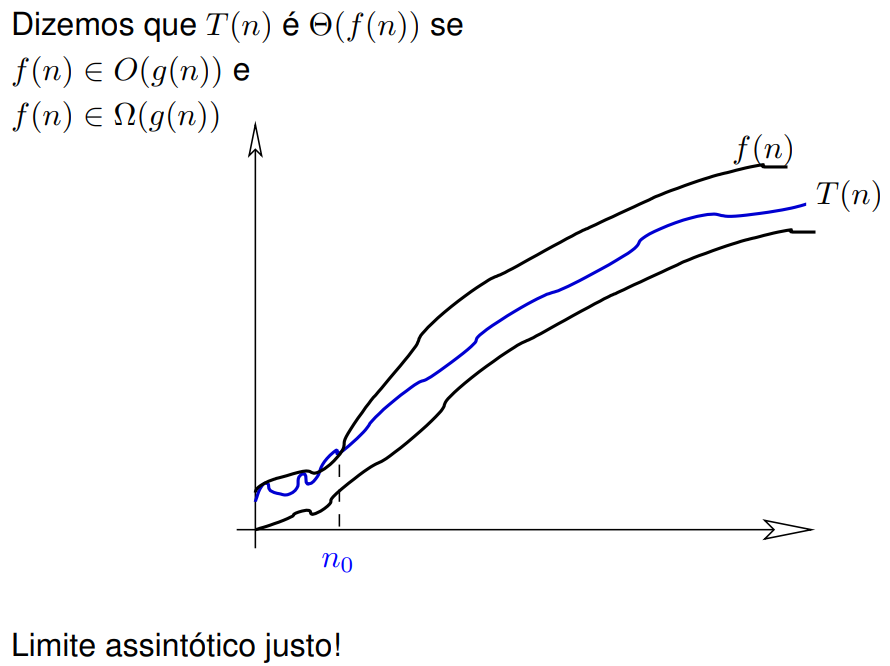 Dizemos que T(n) é Θ(f(n)) se
f(n) ∈ O(g(n)) e
f(n) ∈ Ω(g(n))
f(n)
T(n)
n₀
Limite assintótico justo!